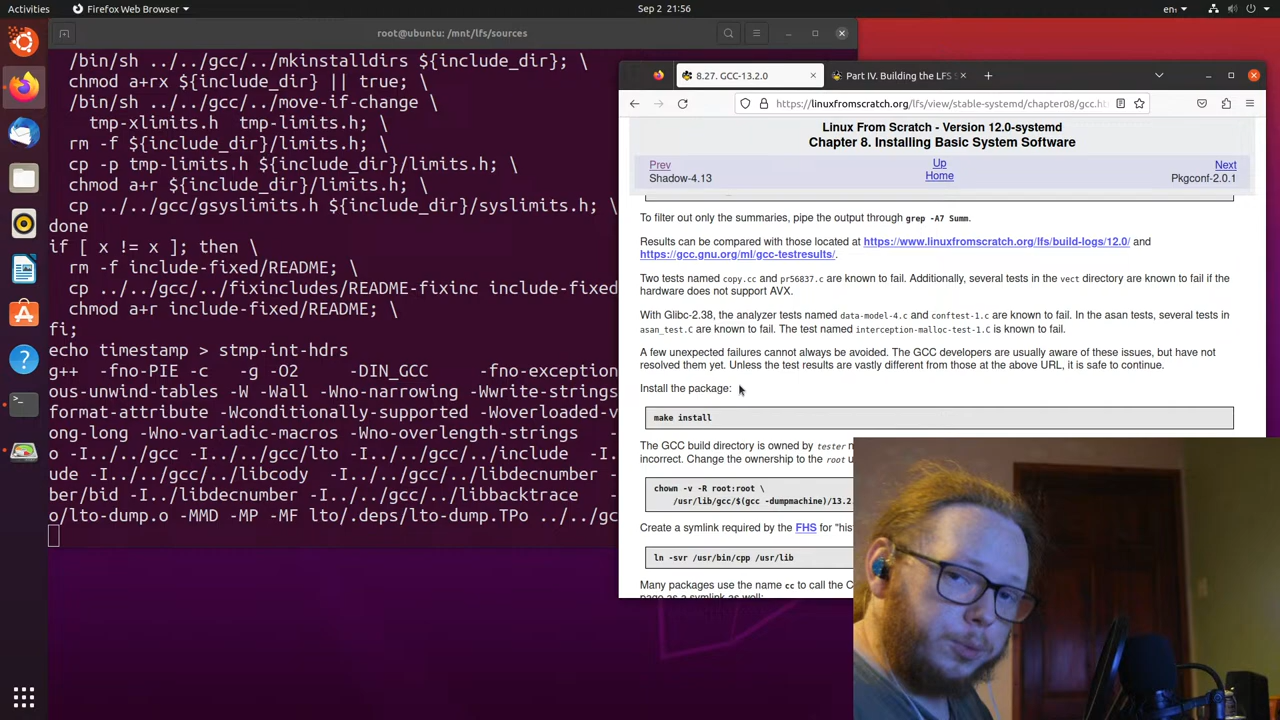 Activities
Firefox Web Browser
Sep 2 21:56
en
root@ubuntu: /mnt/lfs/sources
/bin/sh ../../gcc/../mkinstalldirs ${include_dir}; \
chmod a+rx ${include_dir} || true; \
/bin/sh ../../gcc/../move-if-change \
tmp-xlimits.h tmp-limits.h; \
rm -f ${include_dir}/limits.h; \
cp -p tmp-limits.h ${include_dir}/limits.h; \
chmod a+r ${include_dir}/limits.h; \
cp ../../gcc/gsyslimits.h ${include_dir}/syslimits.h; \
done
if [ x != x ]; then \
rm -f include-fixed/README; \
cp ../../gcc/../fixincludes/README-fixinc include-fixed
chmod a+r include-fixed/README; \
fi;
echo timestamp > stmp-int-hdrs
g++ -fno-PIE -c -g -O2 -DIN_GCC -fno-exception
ous-unwind-tables -W -Wall -Wno-narrowing -Wwrite-strings
format-attribute -Wconditionally-supported -Woverloaded-v
ong-long -Wno-variadic-macros -Wno-overlength-strings
o -I../../gcc -I../../gcc/lto -I../../gcc/../include -I.
ude -I../../gcc/../libcody -I../../gcc/../libdecnumber -
ber/bid -I../libdecnumber -I../../gcc/../libbacktrace -
o/lto-dump.o -MMD -MP -MF lto/.deps/lto-dump.TPo ../../gc
8.27. GCC-13.2.0
Part IV. Building the LFS S
https://linuxfromscratch.org/lfs/view/stable-systemd/chapter08/gcc.ht
Linux From Scratch - Version 12.0-systemd
Chapter 8. Installing Basic System Software
Prev
Up
Next
Shadow-4.13
Home
Pkgconf-2.0.1
To filter out only the summaries, pipe the output through grep -A7 Summ.
Results can be compared with those located at https://www.linuxfromscratch.org/lfs/build-logs/12.0/ and
https://gcc.gnu.org/ml/gcc-testresults/.
Two tests named copy.cc and pr56837.c are known to fail. Additionally, several tests in the vect directory are known to fail if the
hardware does not support AVX.
With Glibc-2.38, the analyzer tests named data-model-4.c and conftest-1.c are known to fail. In the asan tests, several tests in
asan_test.C are known to fail. The test named interception-malloc-test-1.C is known to fail.
A few unexpected failures cannot always be avoided. The GCC developers are usually aware of these issues, but have not
resolved them yet. Unless the test results are vastly different from those at the above URL, it is safe to continue.
Install the package:
make install
The GCC build directory is owned by tester
incorrect. Change the ownership to the root u
chown -v -R root:root \
/usr/lib/gcc/$(gcc -dumpmachine)/13.2
Create a symlink required by the FHS for "his
ln -svr /usr/bin/cpp /usr/lib
Many packages use the name cc to call the C
page as a symlink as well: